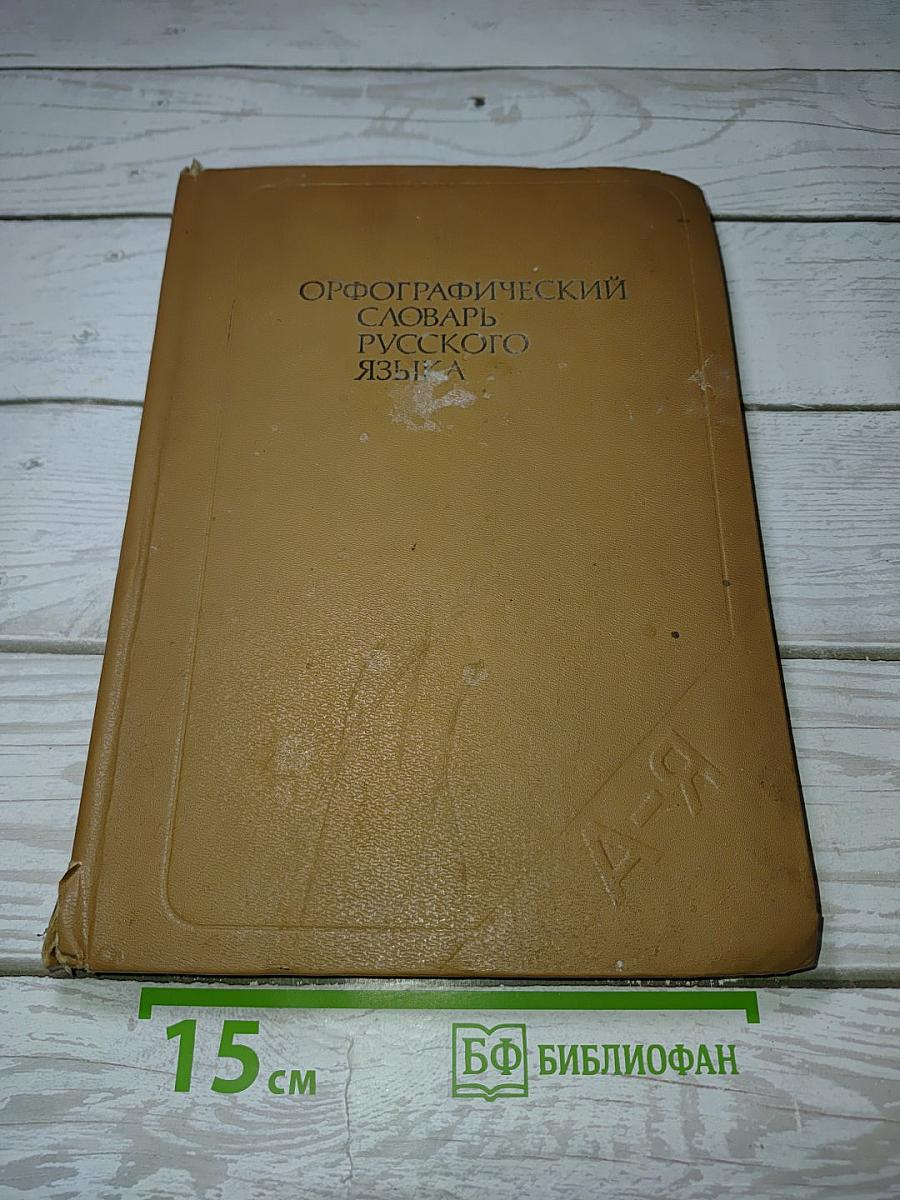 ОРФОГРАФИЧЕСКИЙ
СЛОВАРЬ
РУССКОГО
ЯЗЫКА
А-Я
15 см
БФ БИБЛИОФАН